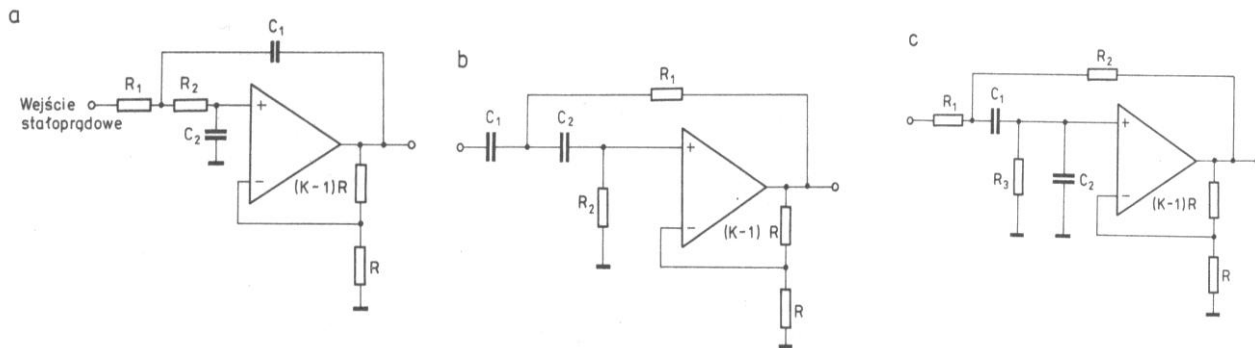 a
C₁
R₁
R₂
Wejście
stałoprądowe
C₂
+
−
(K-1)R
R
b
R₁
C₁
C₂
R₂
+
−
(K-1) R
R
c
R₂
R₁
C₁
R₃
C₂
+
−
(K-1)R
R